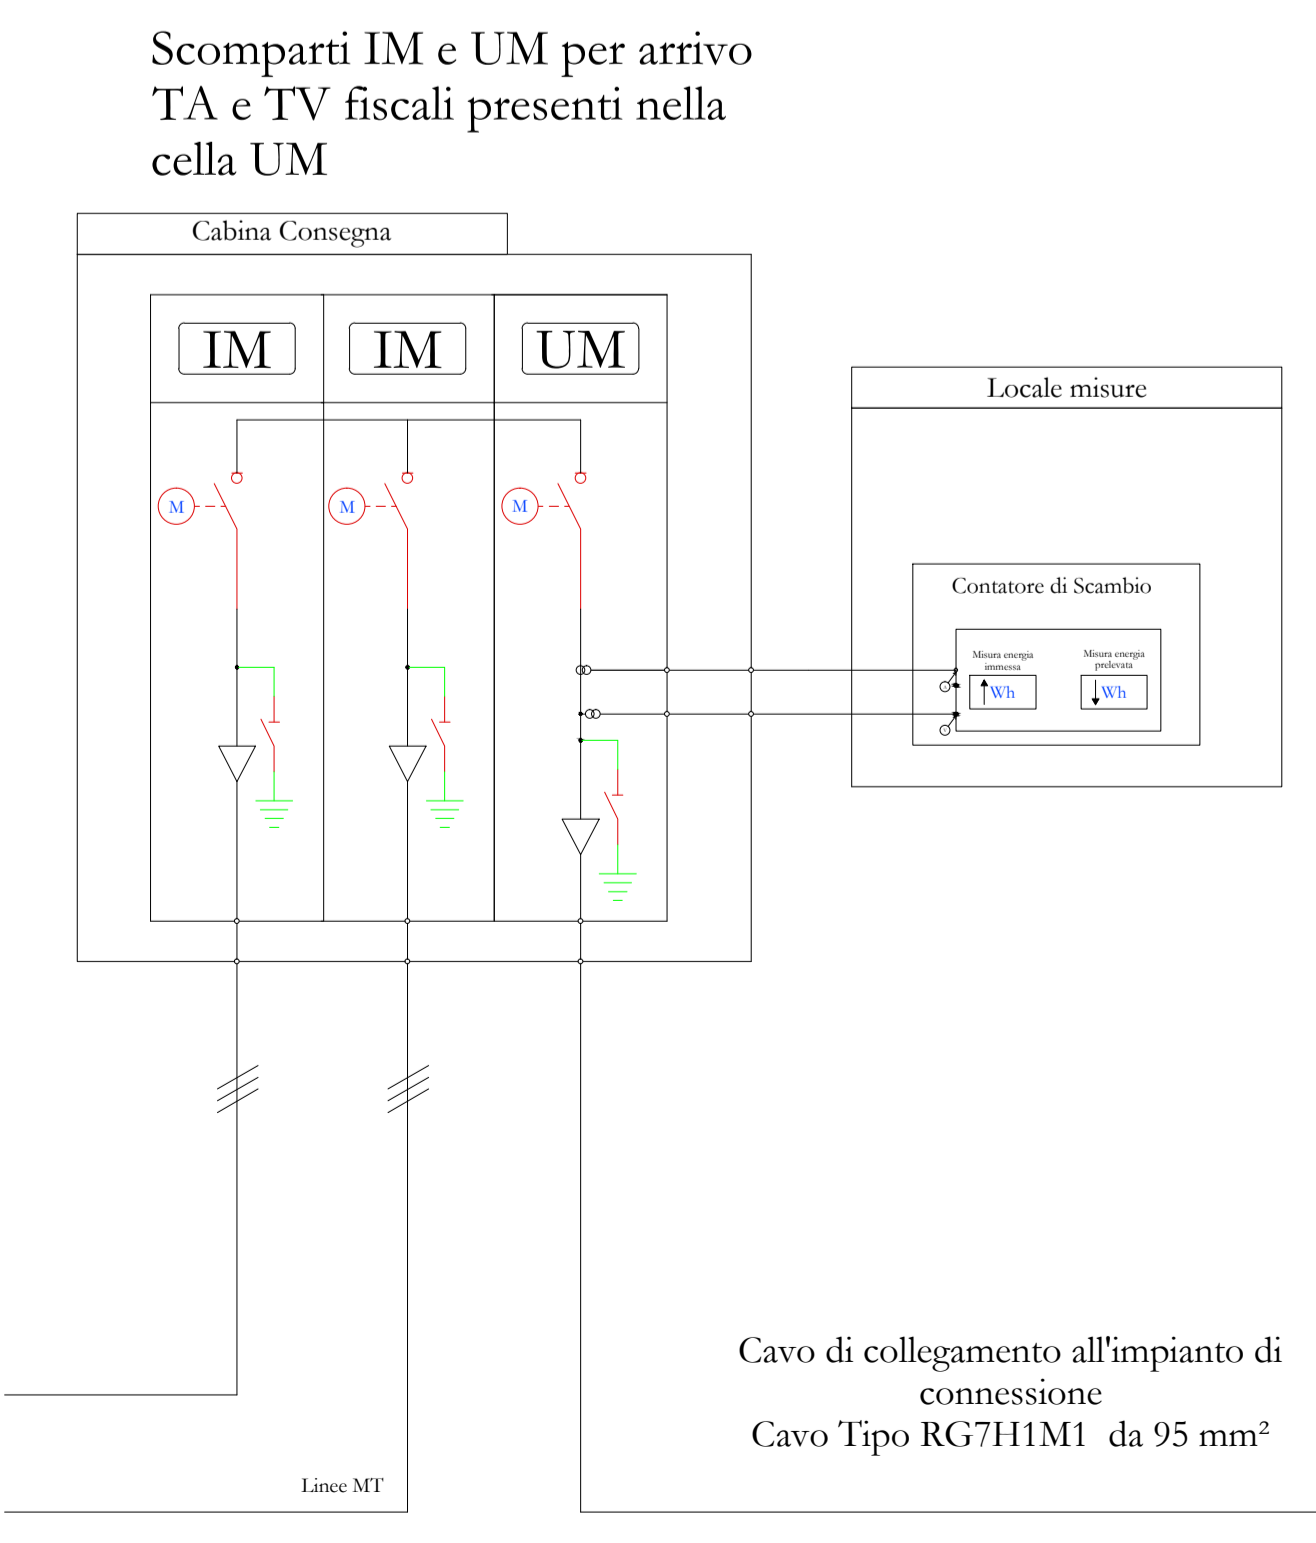 Scomparti IM e UM per arrivo
TA e TV fiscali presenti nella
cella UM
Cabina Consegna
IM
IM
UM
M
M
M
Locale misure
Contatore di Scambio
Misura energia
immessa
Misura energia
prelevata
Wh
Wh
Cavo di collegamento all'impianto di
connessione
Cavo Tipo RG7H1M1 da 95 mm²
Linee MT